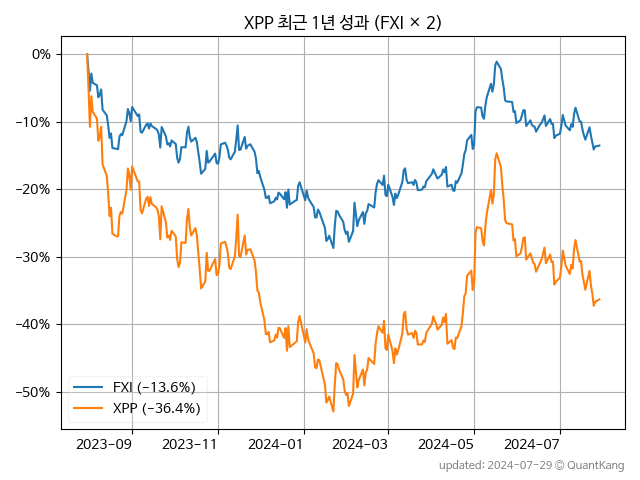 XPP 최근 1년 성과 (FXI × 2)
0%
−10%
−20%
−30%
−40%
−50%
FXI (−13.6%)
XPP (−36.4%)
2023-09 2023-11 2024-01 2024-03 2024-05 2024-07
updated: 2024-07-29 © QuantKang